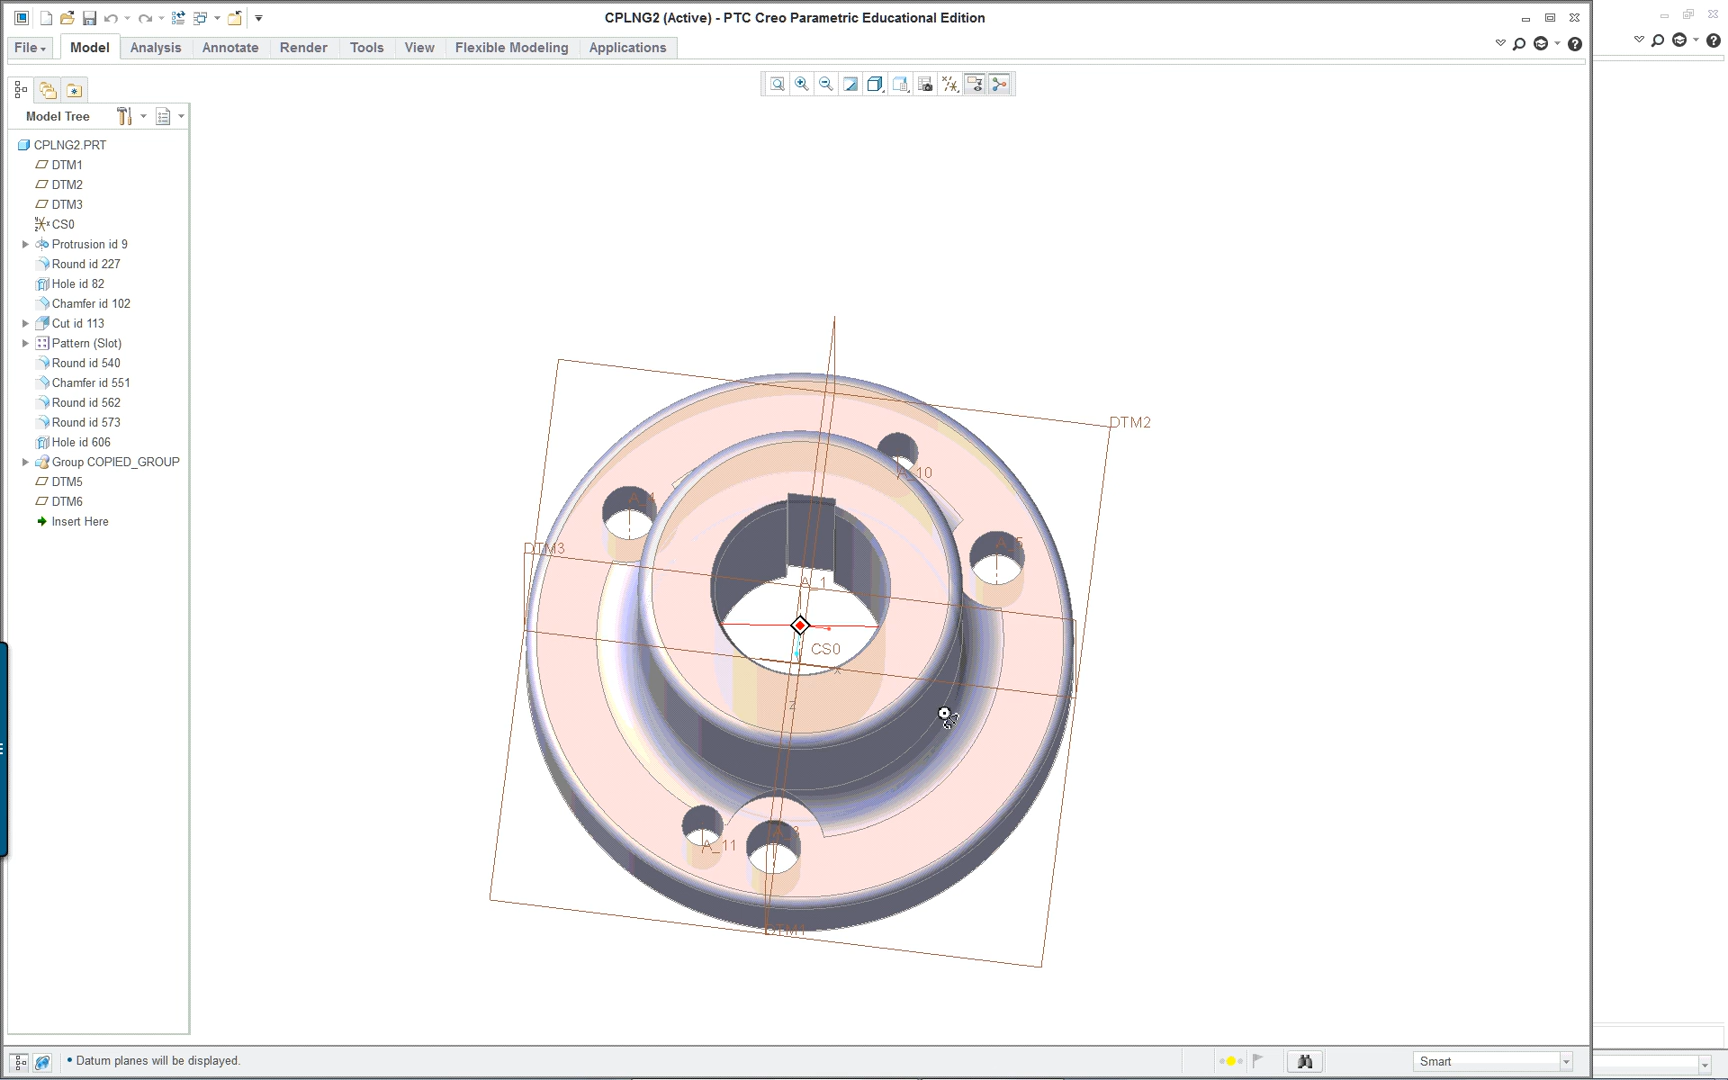 CPLNG2 (Active) - PTC Creo Parametric Educational Edition
File Model Analysis Annotate Render Tools View Flexible Modeling Applications
Model Tree
CPLNG2.PRT
DTM1
DTM2
DTM3
CS0
Protrusion id 9
Round id 227
Hole id 82
Chamfer id 102
Cut id 113
Pattern (Slot)
Round id 540
Chamfer id 551
Round id 562
Round id 573
Hole id 606
Group COPIED_GROUP
DTM5
DTM6
Insert Here
DTM2
A_10
DTM3
A_1
CS0
X
Z
A_11
DTM1
Datum planes will be displayed.
Smart